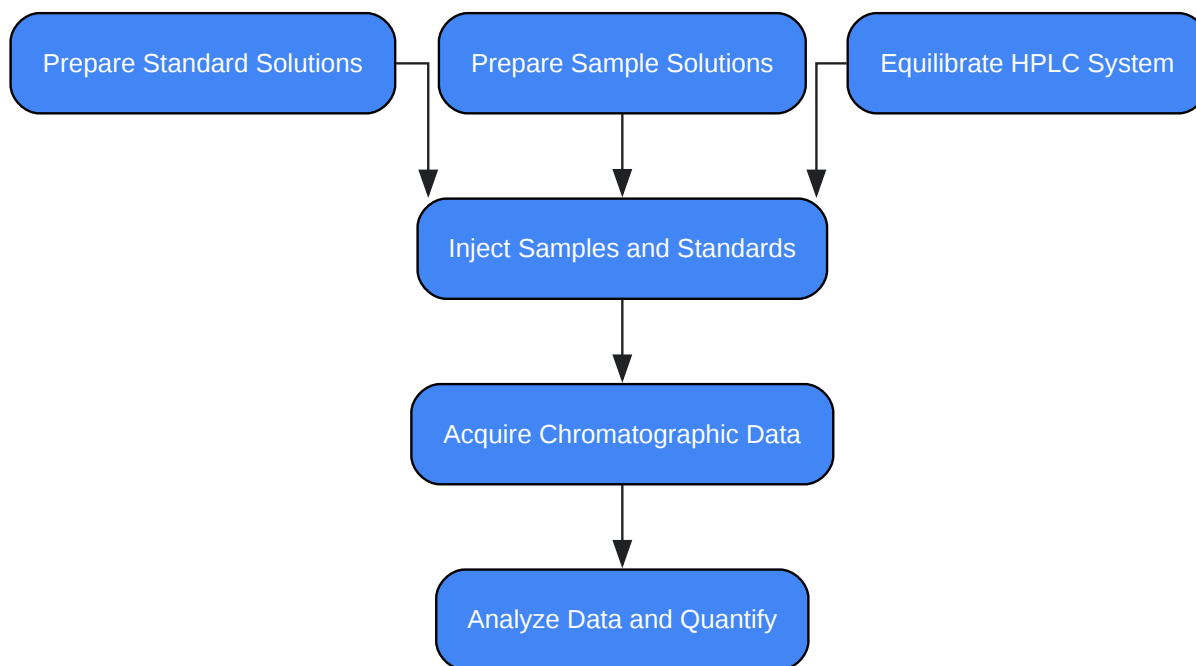 Prepare Standard Solutions
Prepare Sample Solutions
Equilibrate HPLC System
Inject Samples and Standards
Acquire Chromatographic Data
Analyze Data and Quantify